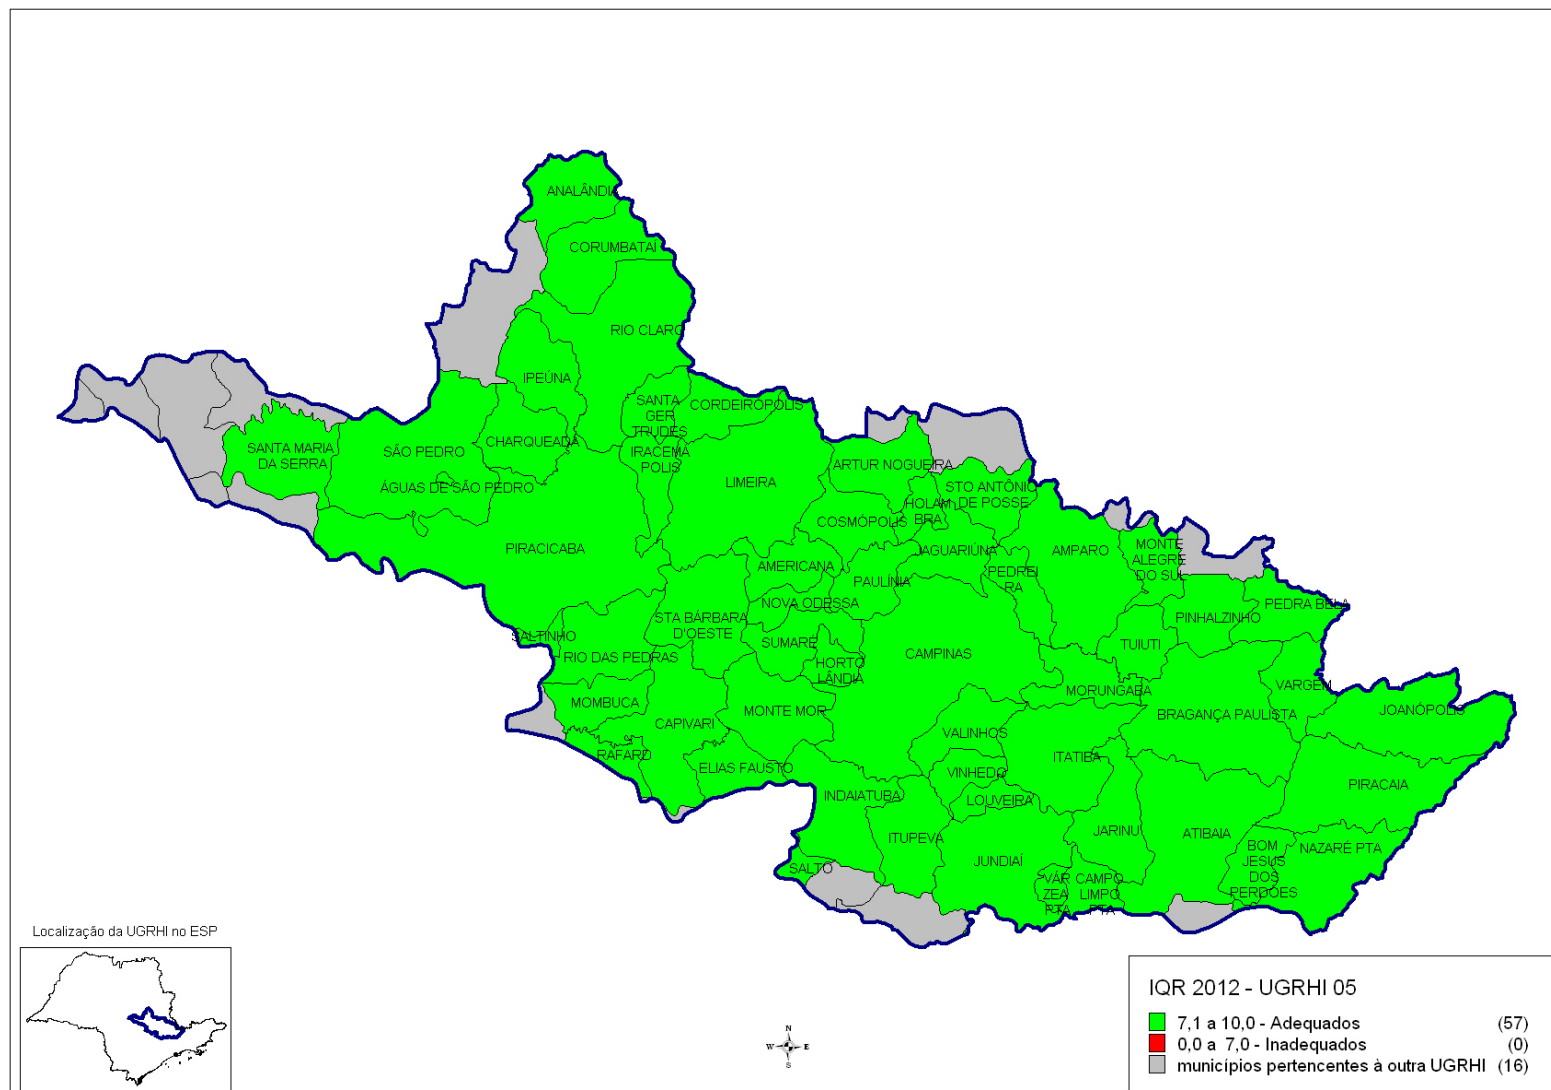 ANALÂNDIA
CORUMBATAÍ
RIO CLARO
IPEÚNA
SANTA
GER
TRUDES
CORDEIRÓPOLIS
CHARQUEADA
SANTA MARIA
DA SERRA
SÃO PEDRO
IRACEMA
POLIS
ARTUR NOGUEIRA
LIMEIRA
ÁGUAS DE SÃO PEDRO
STO ANTÔNIO
DE POSSE
HOLAM
BRA
COSMÓPOLIS
PIRACICABA
JAGUARIÚNA
AMPARO
MONTE
ALEGRE
DO SUL
AMERICANA
PAULÍNIA
PEDREI
RA
NOVA ODESSA
PEDRA BELA
PINHALZINHO
STA BÁRBARA
D'OESTE
SALTINHO
SUMARÉ
TUIUTI
RIO DAS PEDRAS
HORTO
LÂNDIA
CAMPINAS
VARGEM
MORUNGABA
MOMBUCA
MONTE MOR
JOANÓPOLIS
BRAGANÇA PAULISTA
CAPIVARI
VALINHOS
RAFARD
ITATIBA
ELIAS FAUSTO
VINHEDO
PIRACAIA
INDAIATUBA
LOUVEIRA
ITUPEVA
JARINU
ATIBAIA
BOM
JESUS
DOS
PERDÕES
NAZARÉ PTA
JUNDIAÍ
SALTO
VÁR
ZEA
PTA
CAMPO
LIMPO
PTA
Localização da UGRHI no ESP
N
W E
S
IQR 2012 - UGRHI 05
7,1 a 10,0 - Adequados (57)
0,0 a 7,0 - Inadequados (0)
municípios pertencentes à outra UGRHI (16)